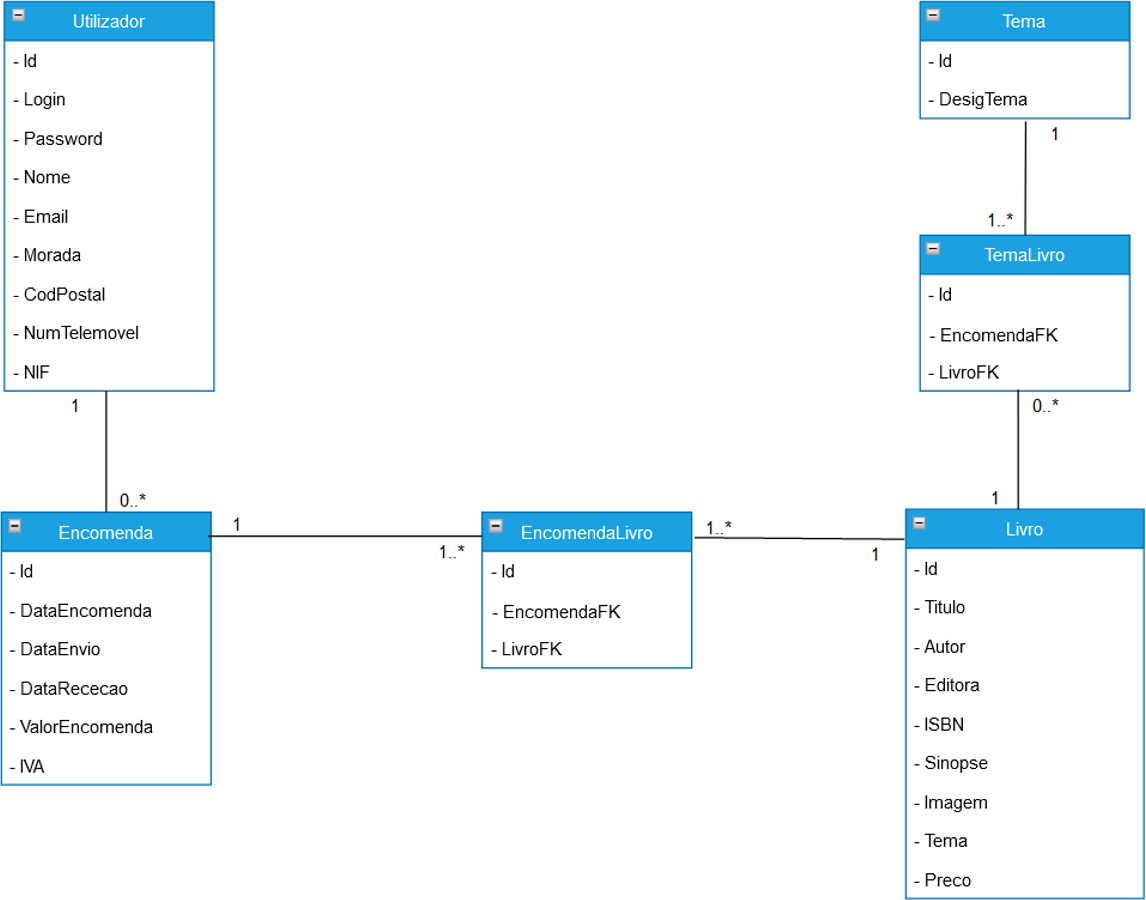 Utilizador
- Id
- Login
- Password
- Nome
- Email
- Morada
- CodPostal
- NumTelemovel
- NIF
1
0..*
Tema
- Id
- DesigTema
1
1..*
TemaLivro
- Id
- EncomendaFK
- LivroFK
0..*
1
Encomenda
- Id
- DataEncomenda
- DataEnvio
- DataRececao
- ValorEncomenda
- IVA
1
1..*
EncomendaLivro
- Id
- EncomendaFK
- LivroFK
1..*
1
Livro
- Id
- Titulo
- Autor
- Editora
- ISBN
- Sinopse
- Imagem
- Tema
- Preco